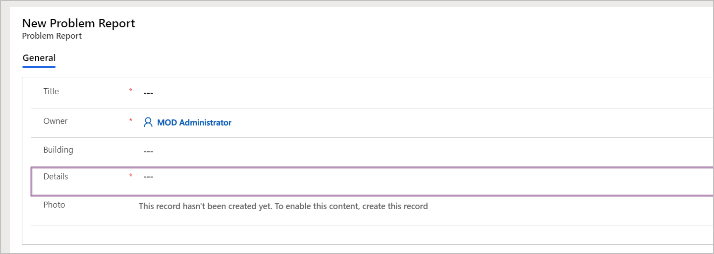 New Problem Report
Problem Report
General
Title * ---
Owner * MOD Administrator
Building ---
Details * ---
Photo This record hasn't been created yet. To enable this content, create this record